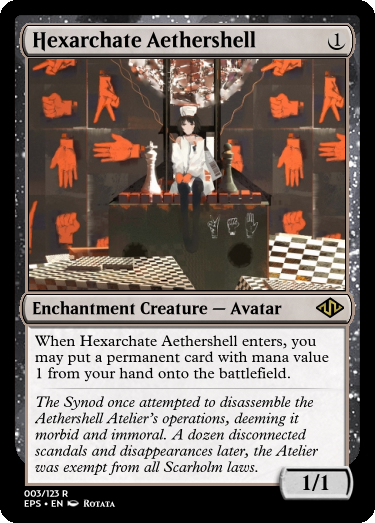 Hexarchate Aethershell 1
Enchantment Creature — Avatar
When Hexarchate Aethershell enters, you
may put a permanent card with mana value
1 from your hand onto the battlefield.
The Synod once attempted to disassemble the
Aethershell Atelier's operations, deeming it
morbid and immoral. A dozen disconnected
scandals and disappearances later, the Atelier
was exempt from all Scarholm laws.
1/1
003/123 R
EPS • EN Rotata